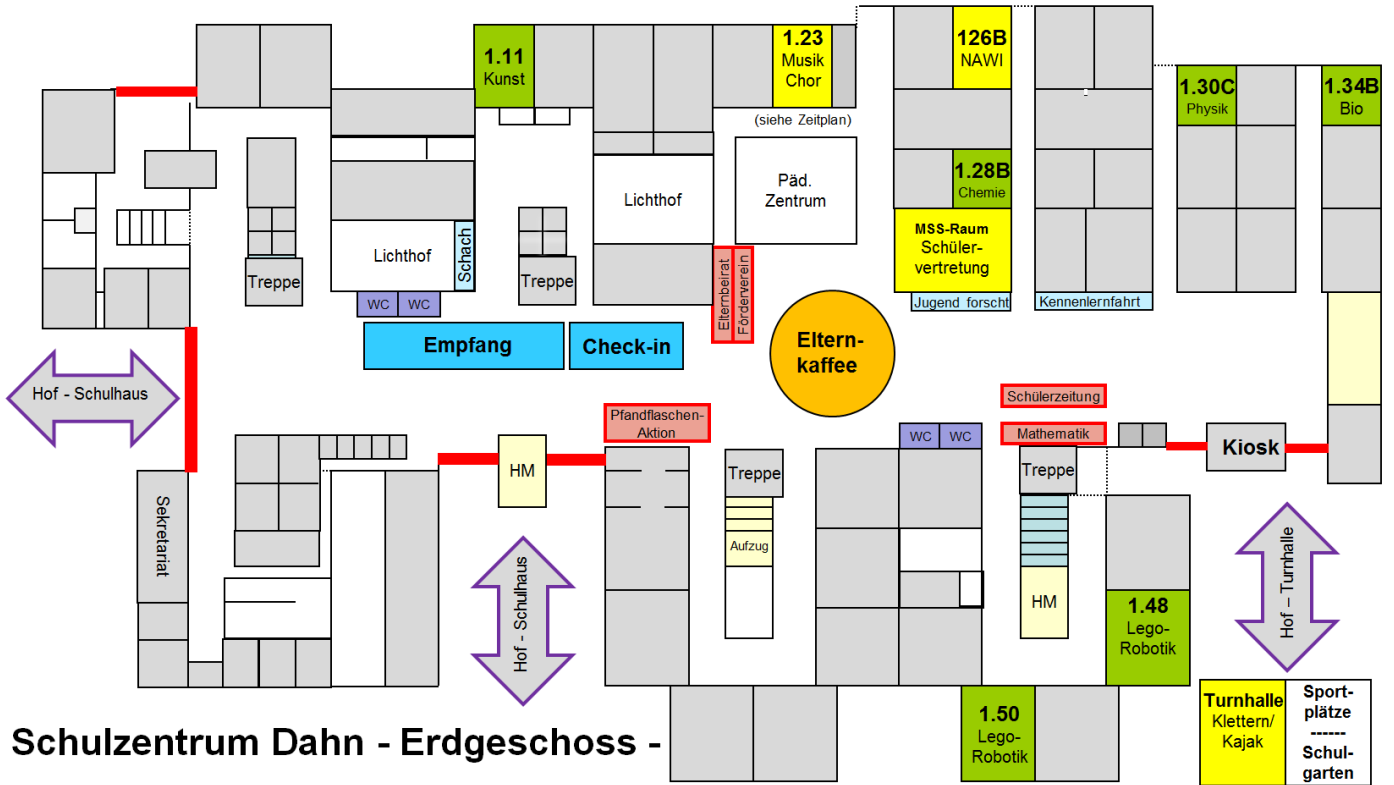 1.11
Kunst
1.23
Musik
Chor
(siehe Zeitplan)
126B
NAWI
1.30C
Physik
1.34B
Bio
1.28B
Chemie
Lichthof
Päd.
Zentrum
MSS-Raum
Schüler-
vertretung
Lichthof
Schach
Treppe
Treppe
WC
WC
Elternbeirat
Förderverein
Jugend forscht
Kennenlernfahrt
Empfang
Check-in
Eltern-
kaffee
Hof - Schulhaus
Schülerzeitung
Pfandflaschen-
Aktion
Mathematik
WC
WC
Kiosk
HM
Treppe
Treppe
Sekretariat
Aufzug
Hof - Schulhaus
HM
Hof – Turnhalle
1.48
Lego-
Robotik
1.50
Lego-
Robotik
Turnhalle
Klettern/
Kajak
Sport-
plätze
------
Schul-
garten
Schulzentrum Dahn - Erdgeschoss -